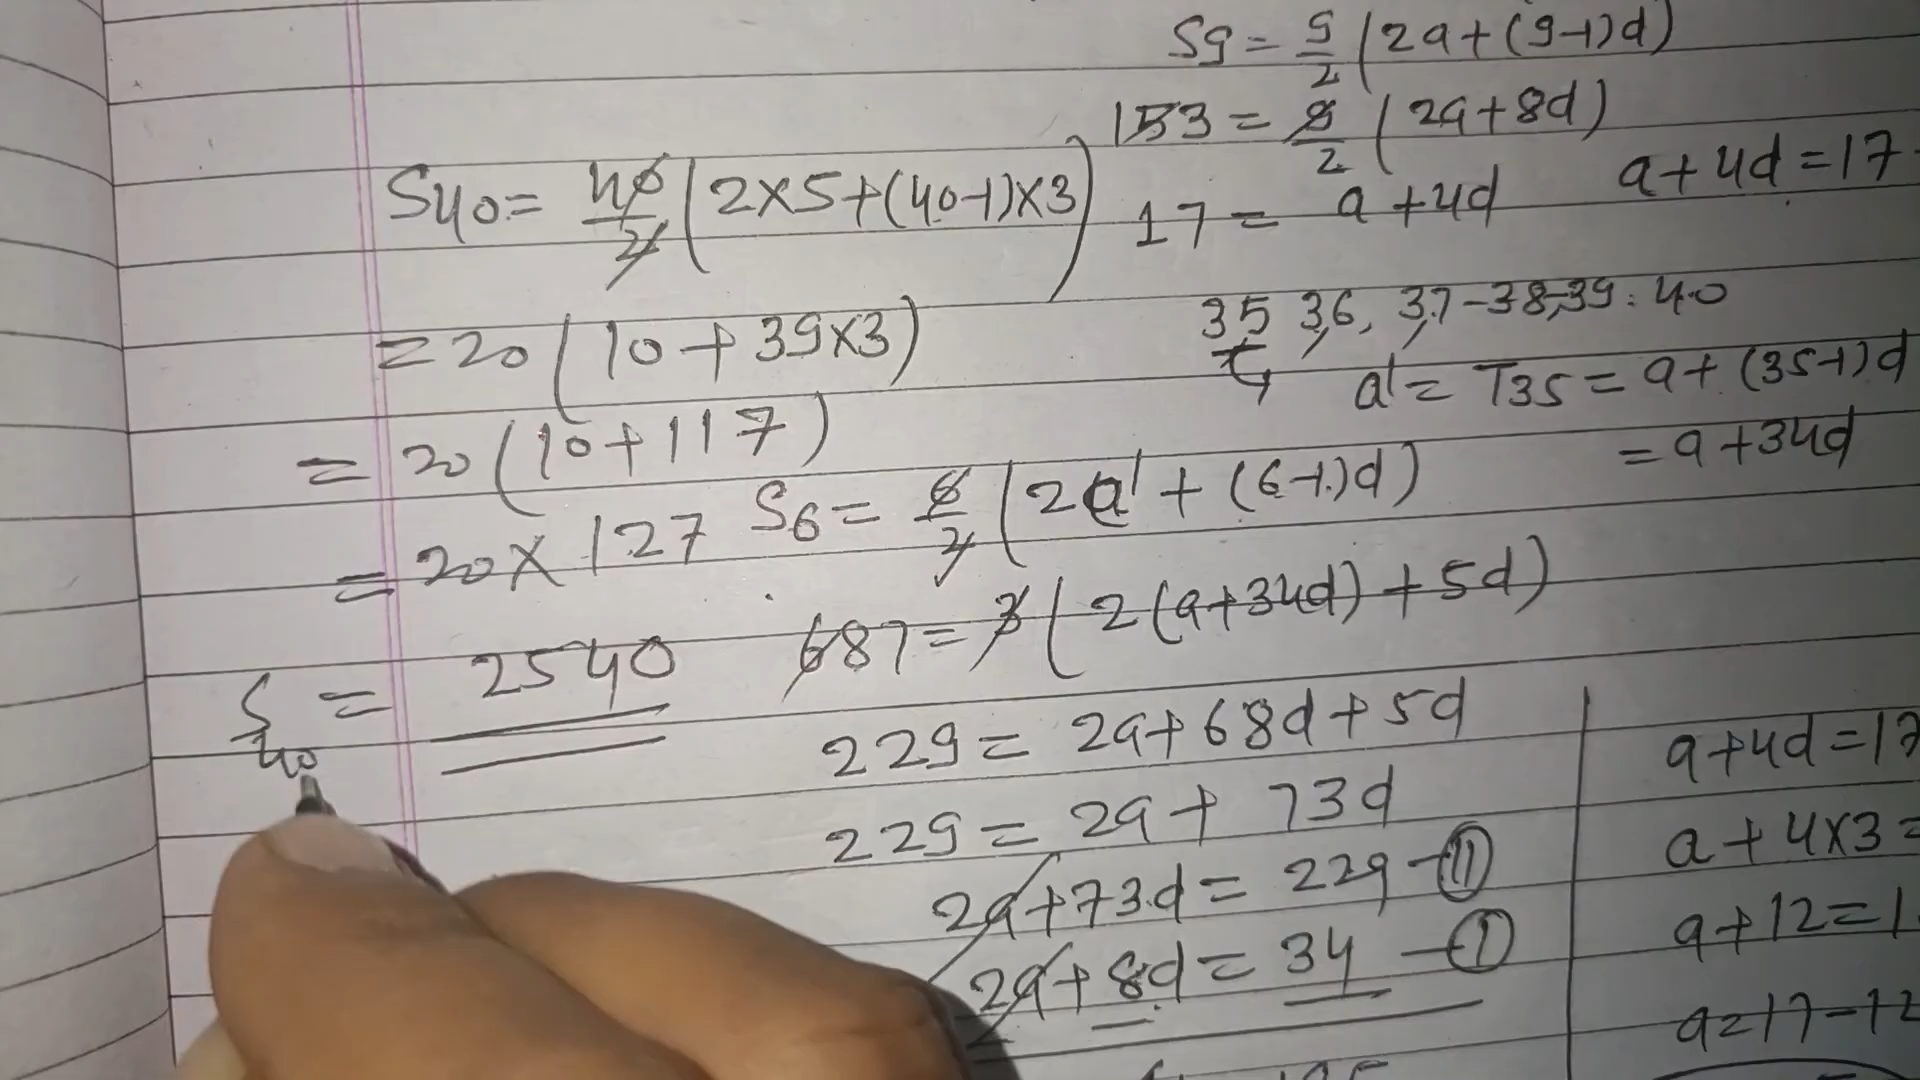 S9 = 9/2 (2a+(9-1)d)
153 = 9/2 (2a+8d)
17 = a+4d
a+4d=17
S40 = 40/2 (2×5+(40-1)×3)
= 20 (10+39×3)
= 20 (10+117)
= 20×127
S40 = 2540
35 36, 37-38,39. 40
a' = T35 = a+(35-1)d
= a+34d
S6 = 6/2 (2a'+(6-1)d)
687 = 3 (2(a+34d)+5d)
229 = 2a+68d+5d
229 = 2a+73d
2a+73d = 229 -(II)
2a+8d = 34 -(I)
a+4d=17
a+4×3=
a+12=1
a=17-12